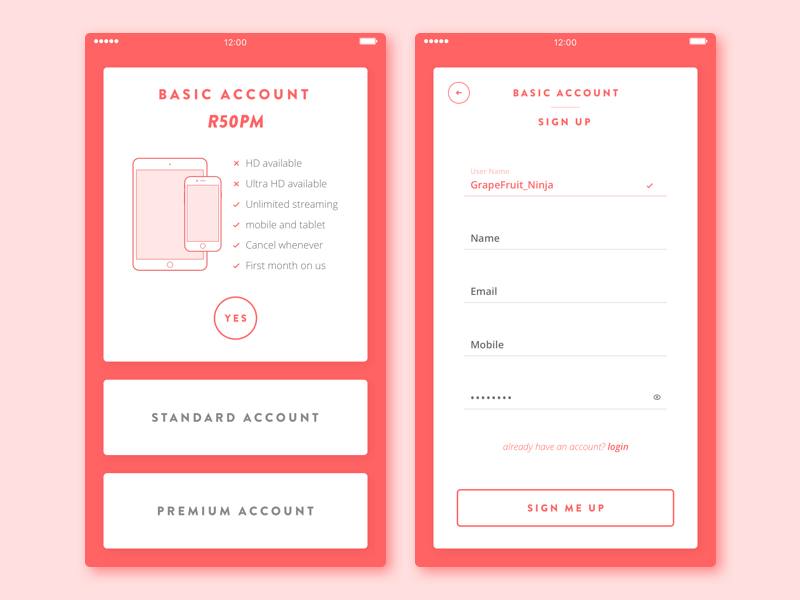 12:00
BASIC ACCOUNT
R50PM
HD available
Ultra HD available
Unlimited streaming
mobile and tablet
Cancel whenever
First month on us
YES
STANDARD ACCOUNT
PREMIUM ACCOUNT
12:00
BASIC ACCOUNT
SIGN UP
User Name
GrapeFruit_Ninja
Name
Email
Mobile
already have an account? login
SIGN ME UP